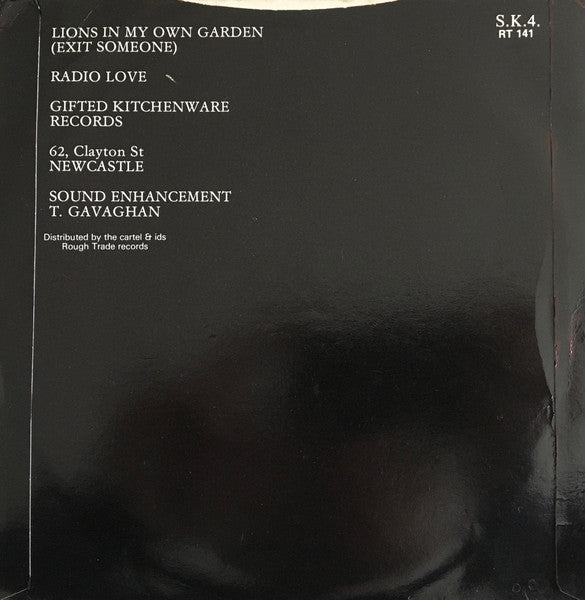 LIONS IN MY OWN GARDEN
(EXIT SOMEONE)
RADIO LOVE
GIFTED KITCHENWARE
RECORDS
62, Clayton St
NEWCASTLE
SOUND ENHANCEMENT
T. GAVAGHAN
Distributed by the cartel & ids
Rough Trade records
S.K.4.
RT 141